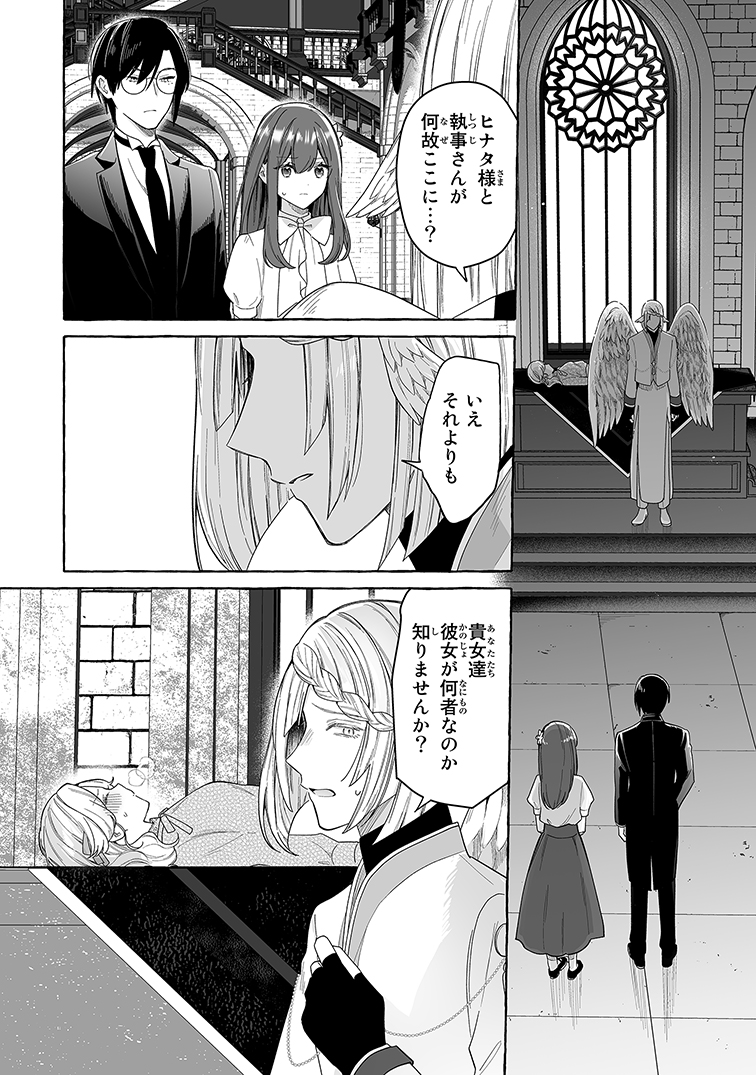 ヒナタ様と
執事さんが
何故ここに…？
いえ
それよりも
貴女達
彼女が何者なのか
知りませんか？